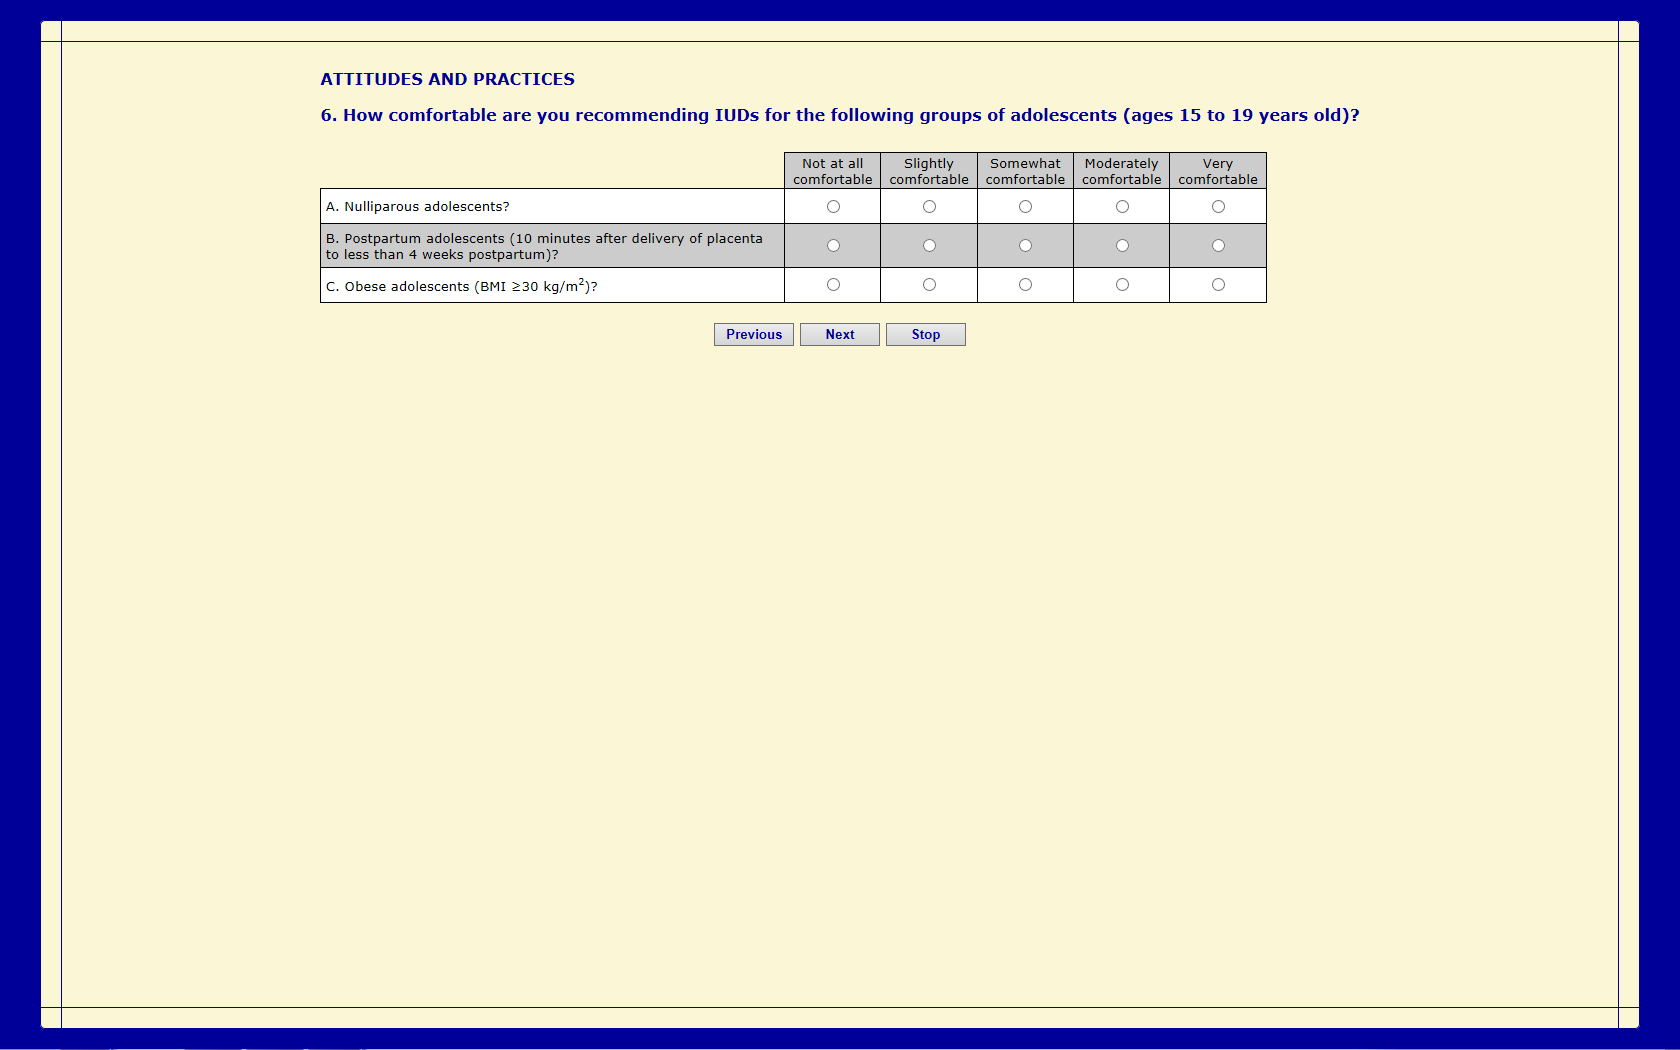 ATTITUDES AND PRACTICES
6. How comfortable are you recommending IUDs for the following groups of adolescents (ages 15 to 19 years old)?
Not at all comfortable
Slightly comfortable
Somewhat comfortable
Moderately comfortable
Very comfortable
A. Nulliparous adolescents?
B. Postpartum adolescents (10 minutes after delivery of placenta
to less than 4 weeks postpartum)?
C. Obese adolescents (BMI ≥30 kg/m²)?
Previous Next Stop